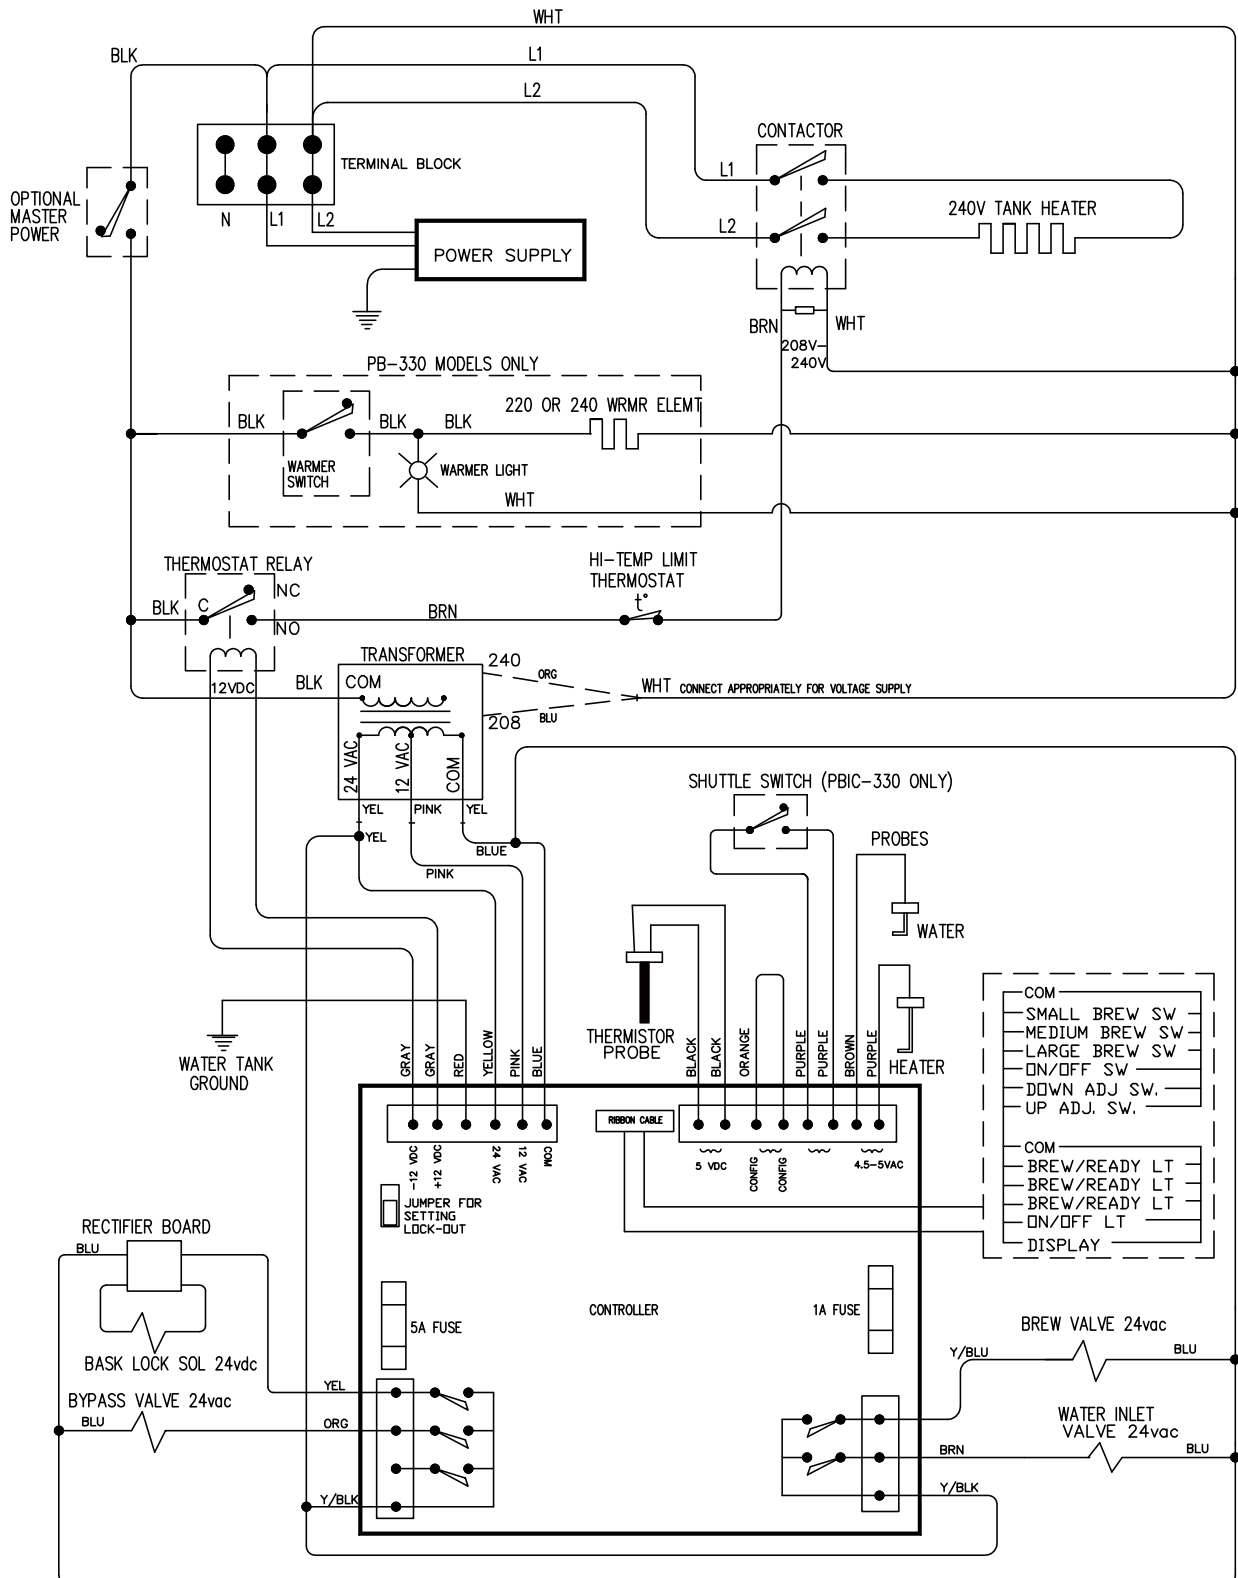 WHT
BLK
L1
L2
CONTACTOR
TERMINAL BLOCK
L1
OPTIONAL
MASTER
POWER
N
L1
L2
L2
240V TANK HEATER
POWER SUPPLY
BRN
WHT
208V-
240V
PB-330 MODELS ONLY
BLK
BLK
BLK
220 OR 240 WRMR ELEMT
WARMER
SWITCH
WARMER LIGHT
WHT
THERMOSTAT RELAY
HI-TEMP LIMIT
THERMOSTAT
t°
NC
BLK
C
NO
BRN
12VDC
TRANSFORMER
240
ORG
BLK
COM
WHT CONNECT APPROPRIATELY FOR VOLTAGE SUPPLY
208
BLU
24 VAC
12 VAC
COM
YEL
PINK
YEL
YEL
BLUE
PINK
SHUTTLE SWITCH (PBIC-330 ONLY)
PROBES
WATER
THERMISTOR
PROBE
HEATER
WATER TANK
GROUND
GRAY
GRAY
RED
YELLOW
PINK
BLUE
BLACK
BLACK
ORANGE
PURPLE
PURPLE
BROWN
PURPLE
COM
SMALL BREW SW
MEDIUM BREW SW
LARGE BREW SW
ON/OFF SW
DOWN ADJ SW.
UP ADJ. SW.
COM
BREW/READY LT
BREW/READY LT
BREW/READY LT
ON/OFF LT
DISPLAY
RIBBON CABLE
-12 VDC
+12 VDC
24 VAC
12 VAC
COM
5 VDC
CONFIG
CONFIG
4.5-5VAC
JUMPER FOR
SETTING
LOCK-OUT
RECTIFIER BOARD
BLU
BASK LOCK SOL 24vdc
5A FUSE
CONTROLLER
1A FUSE
BREW VALVE 24vac
Y/BLU
BLU
YEL
BYPASS VALVE 24vac
BLU
ORG
WATER INLET
VALVE 24vac
BRN
BLU
Y/BLK
Y/BLK